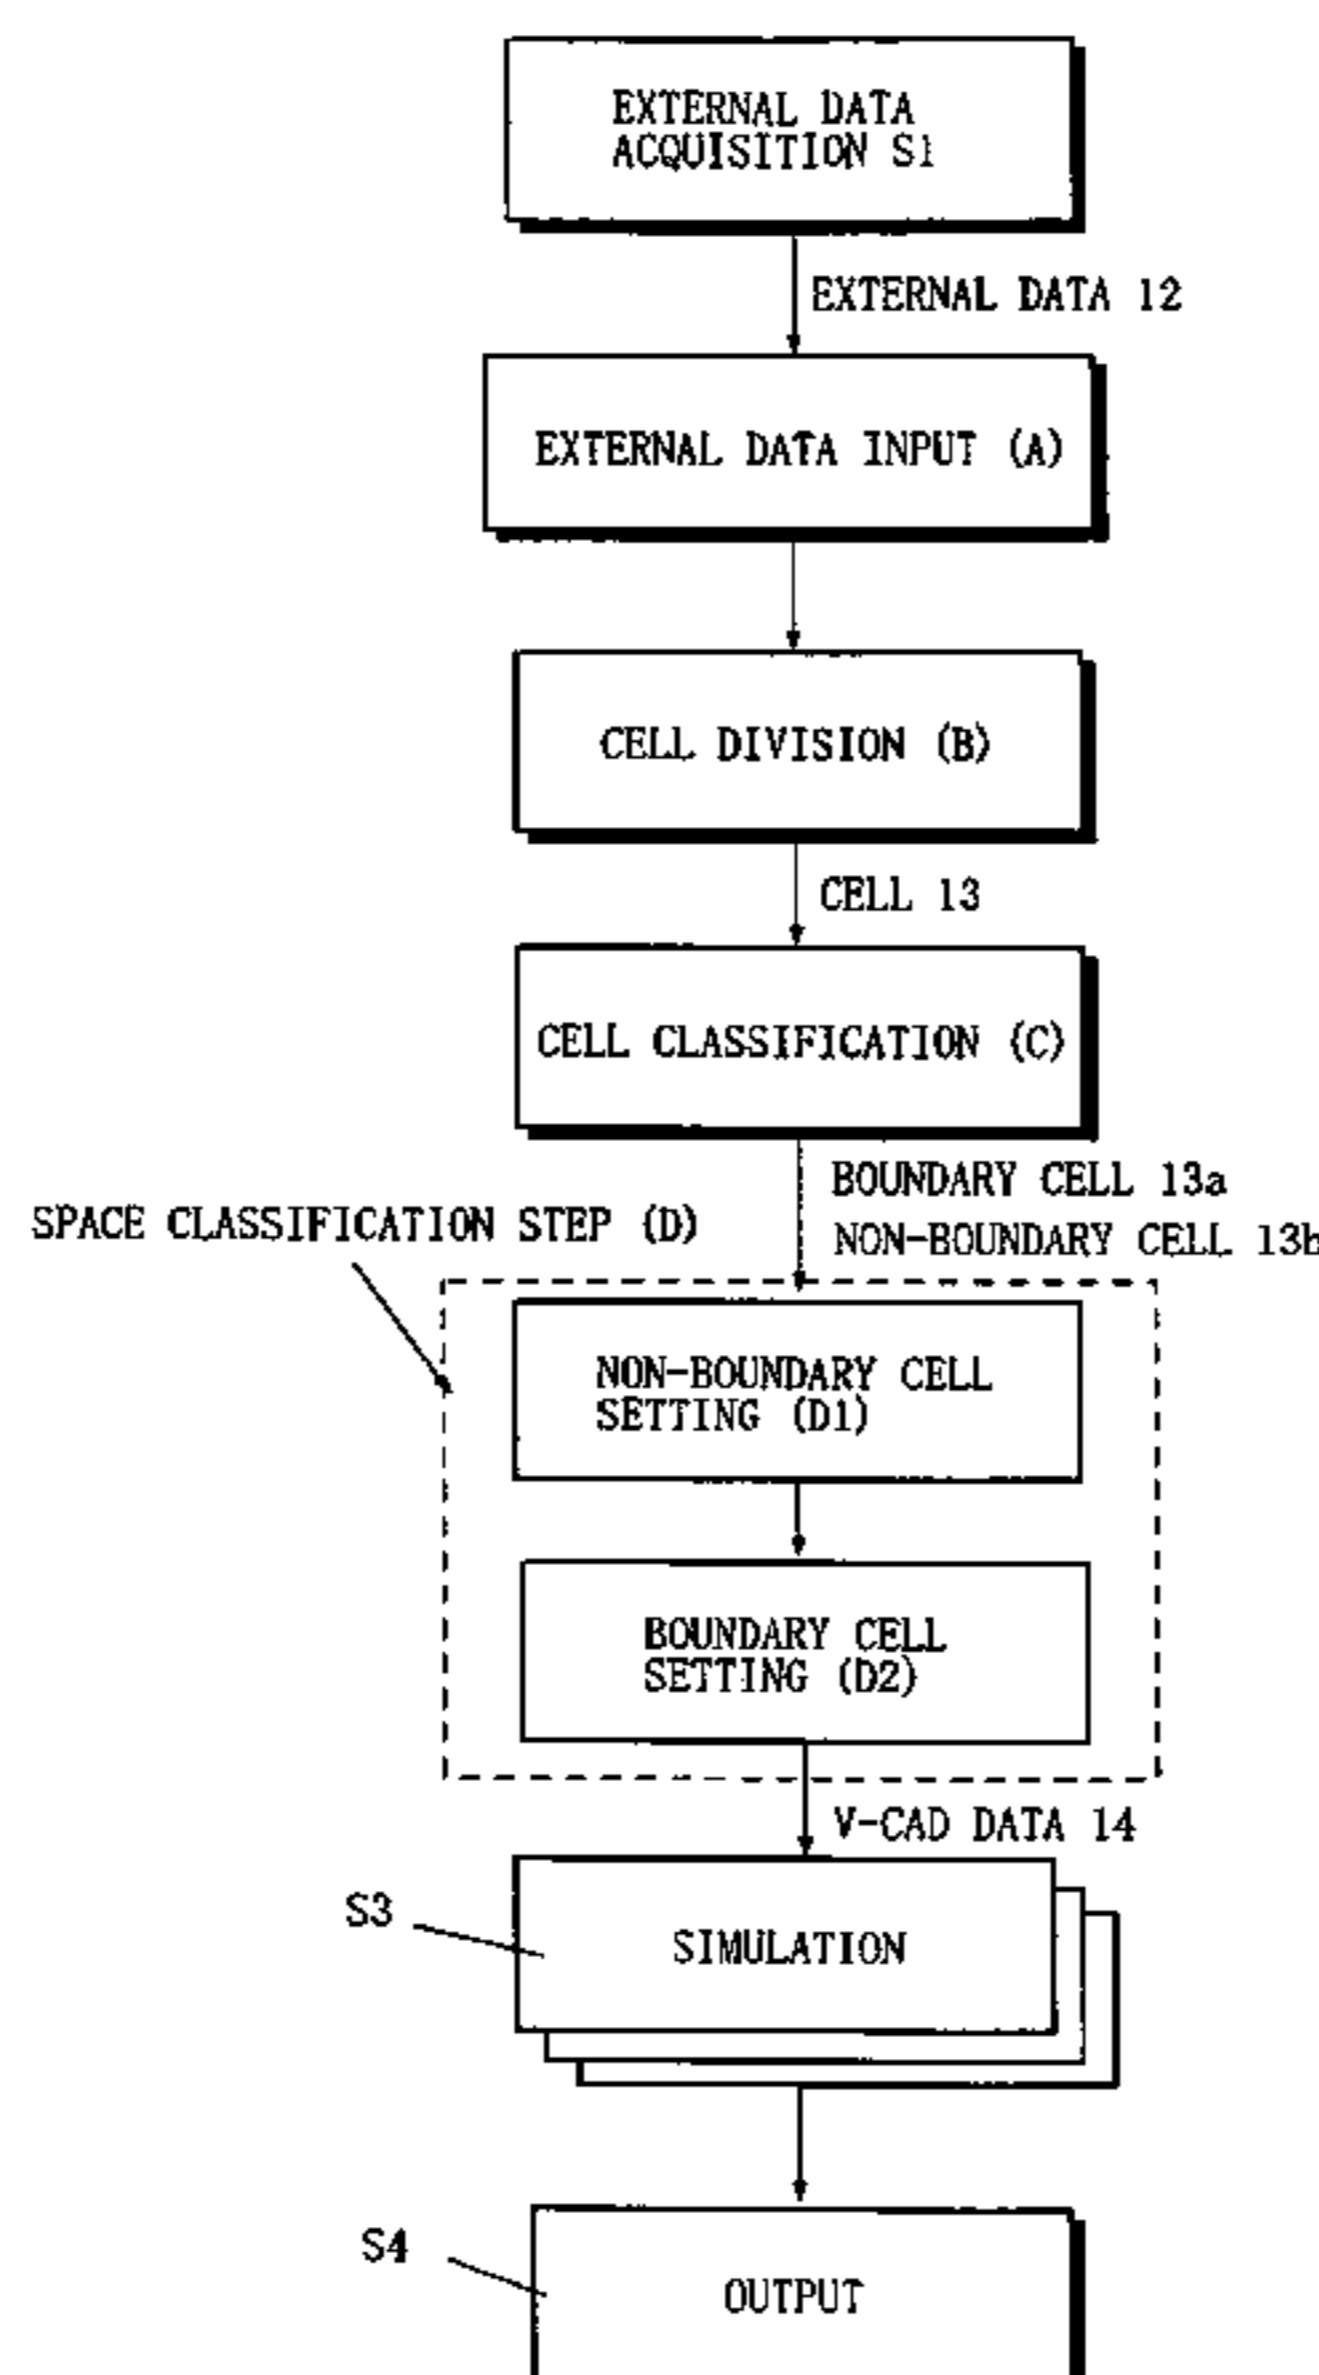 EXTERNAL DATA
ACQUISITION S1
EXTERNAL DATA 12
EXTERNAL DATA INPUT (A)
CELL DIVISION (B)
CELL 13
CELL CLASSIFICATION (C)
BOUNDARY CELL 13a
SPACE CLASSIFICATION STEP (D)
NON-BOUNDARY CELL 13b
NON-BOUNDARY CELL
SETTING (D1)
BOUNDARY CELL
SETTING (D2)
V-CAD DATA 14
S3
SIMULATION
S4
OUTPUT